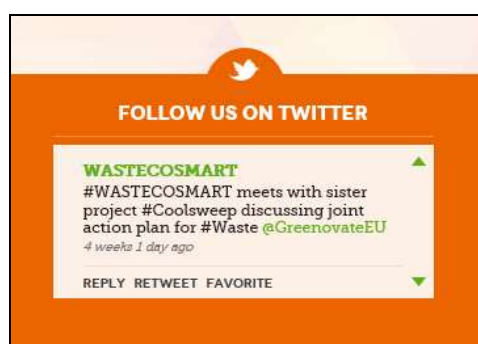 FOLLOW US ON TWITTER
WASTECOSMART
#WASTECOSMART meets with sister
project #Coolsweep discussing joint
action plan for #Waste @GreenovateEU
4 weeks 1 day ago
REPLY RETWEET FAVORITE